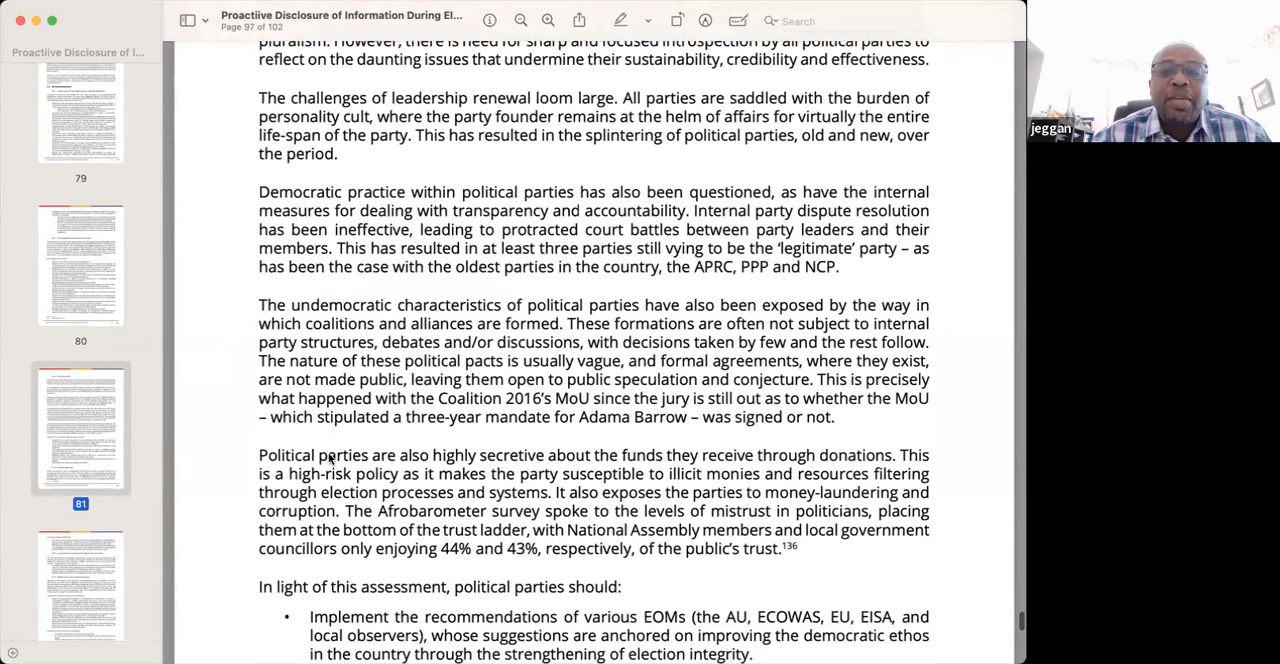 Proactiive Disclosure of Information During El...
Page 97 of 102
Search
Proactiive Disclosure of I...
79
80
81
pluralism. However, there is need for sharp and focused introspection by all political parties to
reflect on the daunting issues that undermine their sustainability, credibility and effectiveness.
The challenges of leadership renewal loom large. All parties are saddled with the burden of
personality cult, where the party head remains at the helm of affairs for virtually the entire
life-span of the party. This has resulted in the splintering of political parties, old and new, over
the period.
Democratic practice within political parties has also been questioned, as have the internal
measures for dealing with transparency and accountability. Internal party dispute resolution
has been ineffective, leading to protracted court battles between party leaders and their
membership. This has resulted in splinter parties still vying to be the 'legitimate' party – as
has been the case with the oldest parties in the country, the APRC, PPP and NCP.
The undemocratic characteristics of political parties have also been exposed by the way in
which coalitions and alliances are formed. These formations are often not subject to internal
party structures, debates and/or discussions, with decisions taken by few and the rest follow.
The nature of these political pacts is usually vague, and formal agreements, where they exist,
are not made public, leaving the details to public speculation and conjecture. This is precisely
what happened with the Coalition 2016's MoU since the jury is still out as to whether the MoU
– which stipulated a three-year mandate for Adama Barrow – was signed or not.
Political parties are also highly secretive about the funds they receive through donations. This
is a high-risk policy as it makes the country susceptible to illicit monies and resources filtering
through election processes and systems. It also exposes the parties to money-laundering and
corruption. The Afrobarometer survey spoke to the levels of mistrust in politicians, placing
them at the bottom of the trust ladder, with National Assembly members and local government
councillors each enjoying 40% and 38% respectively, of the public's trust.136
In light of this assessment, political parties should:
• Implement the recommendations of various EOMs (the AU, ECOWAS, EU, EISA, and
local observers), whose suggestions are anchored on improving the democratic ethos
in the country through the strengthening of election integrity.
jeggan